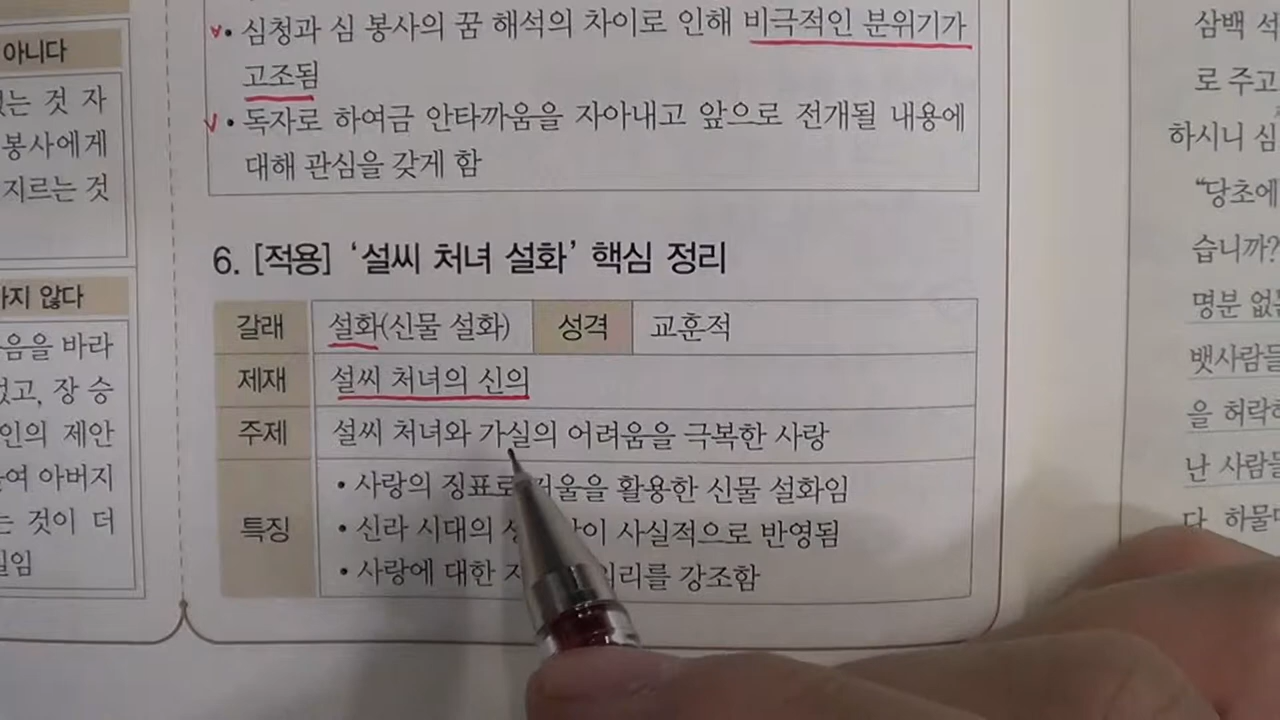 아니다
있는 것 자
봉사에게
지르는 것
하지 않다
음을 바라
었고, 장 승
인의 제안
여 아버지
는 것이 더
일임
• 심청과 심 봉사의 꿈 해석의 차이로 인해 비극적인 분위기가
고조됨
• 독자로 하여금 안타까움을 자아내고 앞으로 전개될 내용에
대해 관심을 갖게 함
6. [적용] ‘설씨 처녀 설화’ 핵심 정리
갈래 설화(신물 설화) 성격 교훈적
제재 설씨 처녀의 신의
주제 설씨 처녀와 가실의 어려움을 극복한 사랑
특징
• 사랑의 징표로 거울을 활용한 신물 설화임
• 신라 시대의 이 사실적으로 반영됨
• 사랑에 대한 의리를 강조함
삼백 석
로 주고
하시니 심
“당초에
습니까?
명분 없는
뱃사람들
을 허락하
난 사람들
다. 하물며